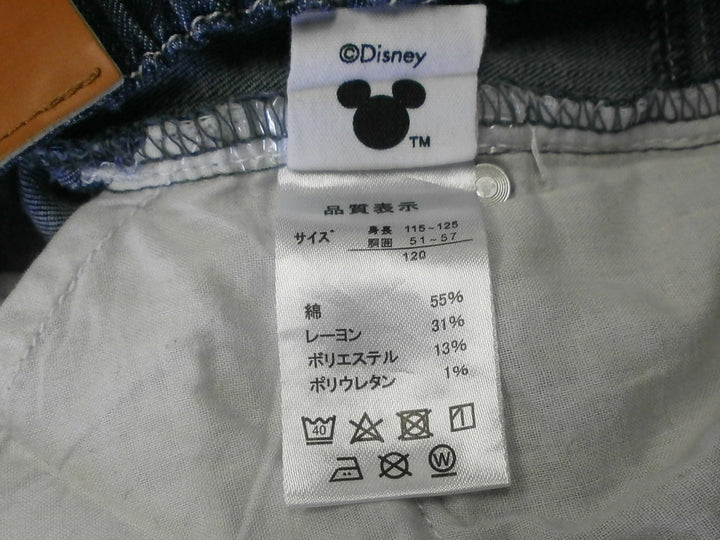 ©Disney
TM
品質表示
サイズ 身長 115~125
胴囲 51~57
120
綿 55%
レーヨン 31%
ポリエステル 13%
ポリウレタン 1%
40
W